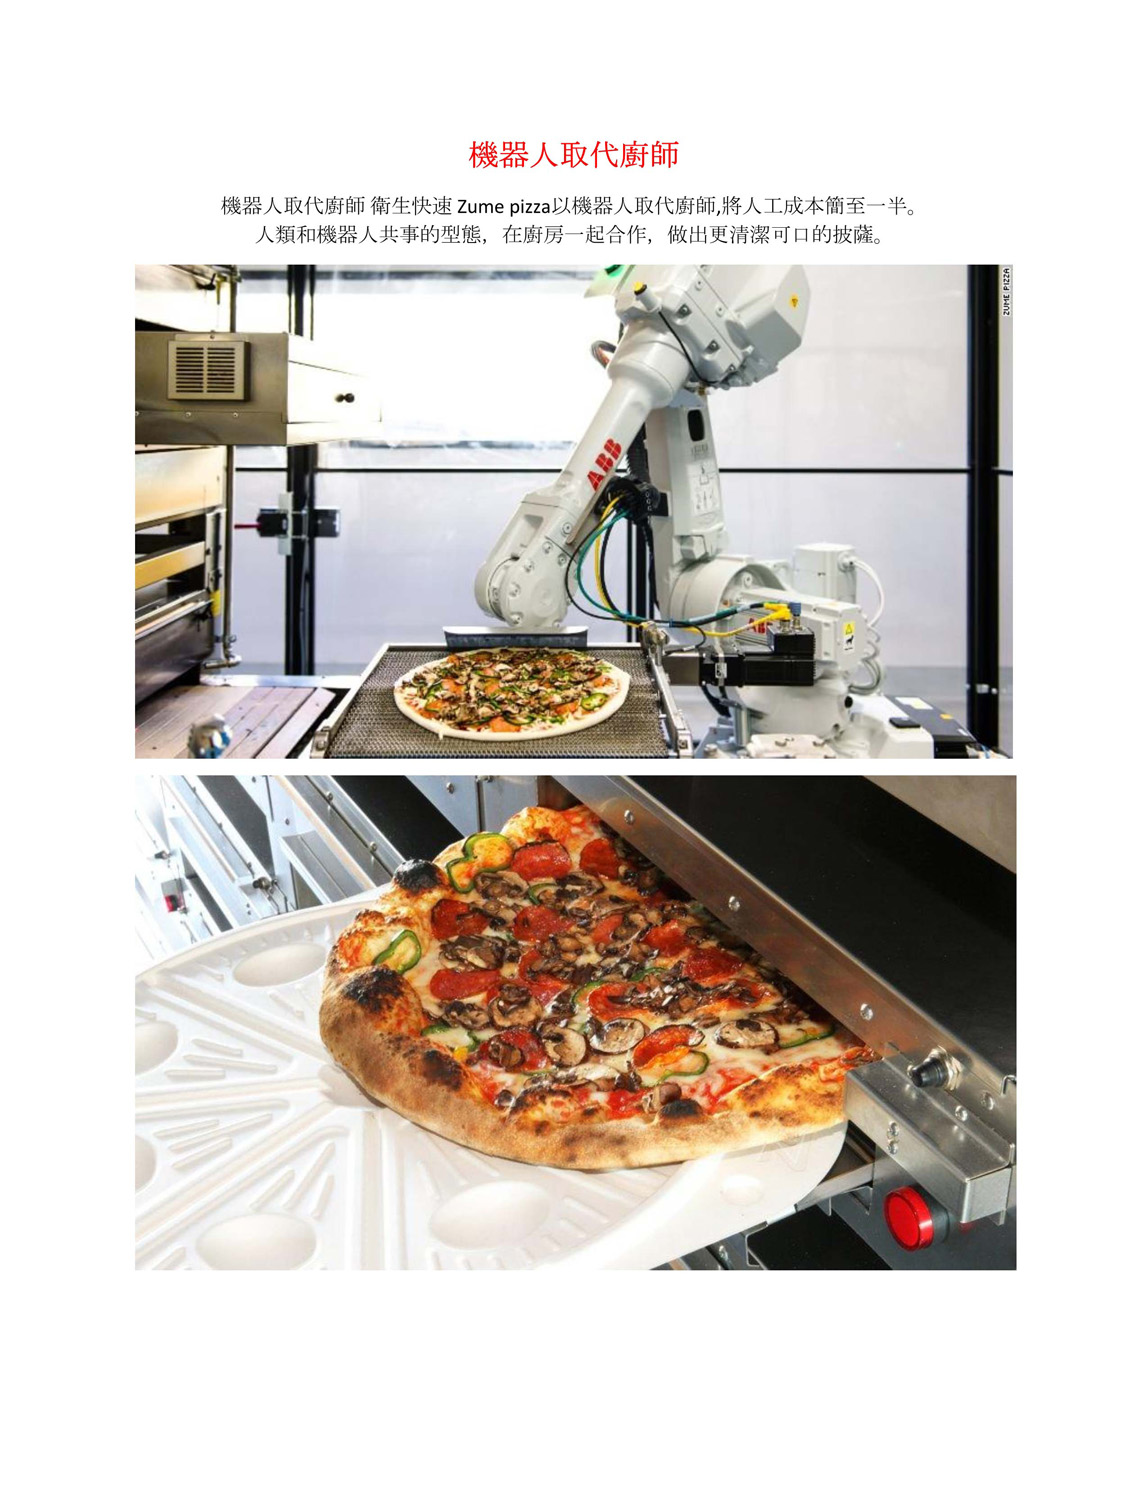 機器人取代廚師
機器人取代廚師 衛生快速 Zume pizza以機器人取代廚師,將人工成本簡至一半。
人類和機器人共事的型態，在廚房一起合作，做出更清潔可口的披薩。
ZUME PIZZA
ABB